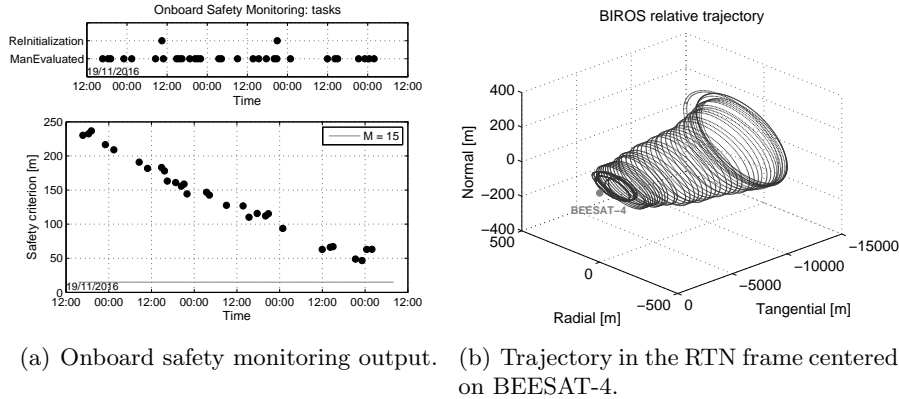 Onboard Safety Monitoring: tasks
ReInitialization
ManEvaluated
19/11/2016
12:00 00:00 12:00 00:00 12:00 00:00 12:00 00:00 12:00
Time
250
200
150
100
50
0
Safety criterion [m]
M = 15
19/11/2016
12:00 00:00 12:00 00:00 12:00 00:00 12:00 00:00 12:00
Time
(a) Onboard safety monitoring output.
BIROS relative trajectory
400
200
0
−200
−400
Normal [m]
BEESAT-4
500
0
−500
Radial [m]
0
−5000
−10000
−15000
Tangential [m]
(b) Trajectory in the RTN frame centered
on BEESAT-4.